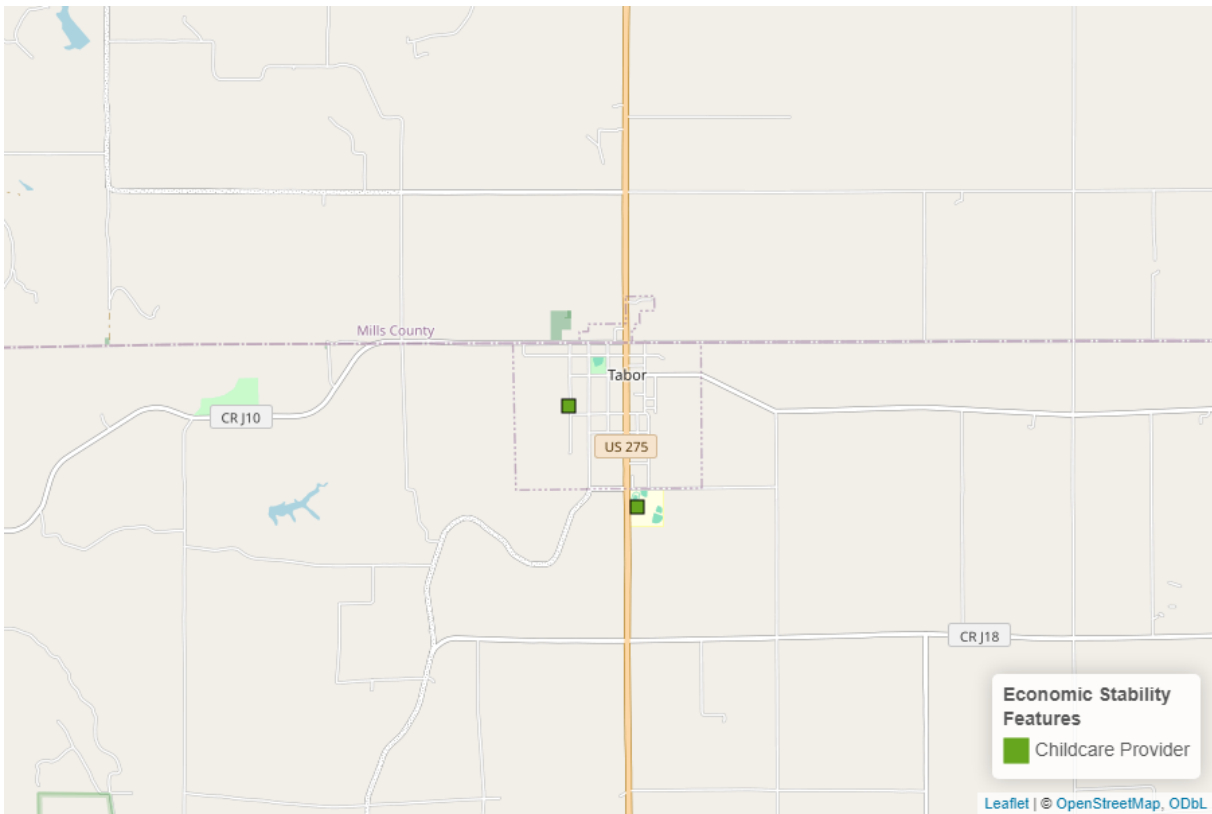 Mills County
Tabor
CR J10
US 275
CR J18
Economic Stability
Features
Childcare Provider
Leaflet | © OpenStreetMap, ODbL